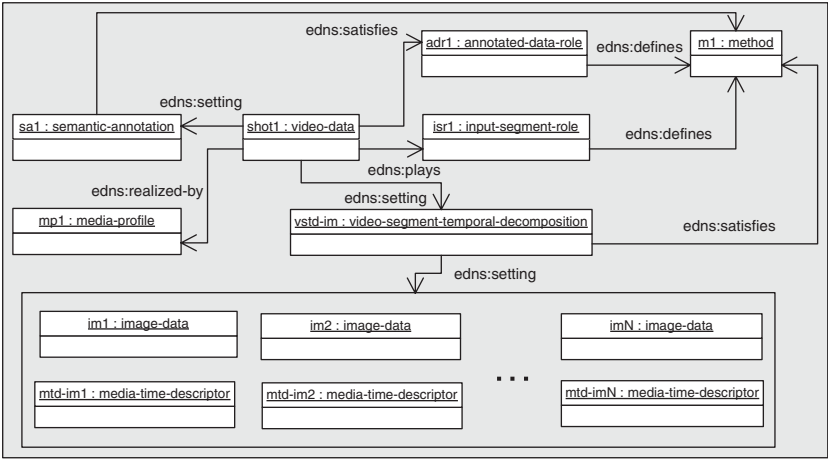 edns:satisfies
adr1 : annotated-data-role
m1 : method
edns:defines
edns:setting
sa1 : semantic-annotation
shot1 : video-data
isr1 : input-segment-role
edns:defines
edns:plays
edns:realized-by
edns:setting
mp1 : media-profile
vstd-im : video-segment-temporal-decomposition
edns:satisfies
edns:setting
im1 : image-data
im2 : image-data
imN : image-data
...
mtd-im1 : media-time-descriptor
mtd-im2 : media-time-descriptor
mtd-imN : media-time-descriptor